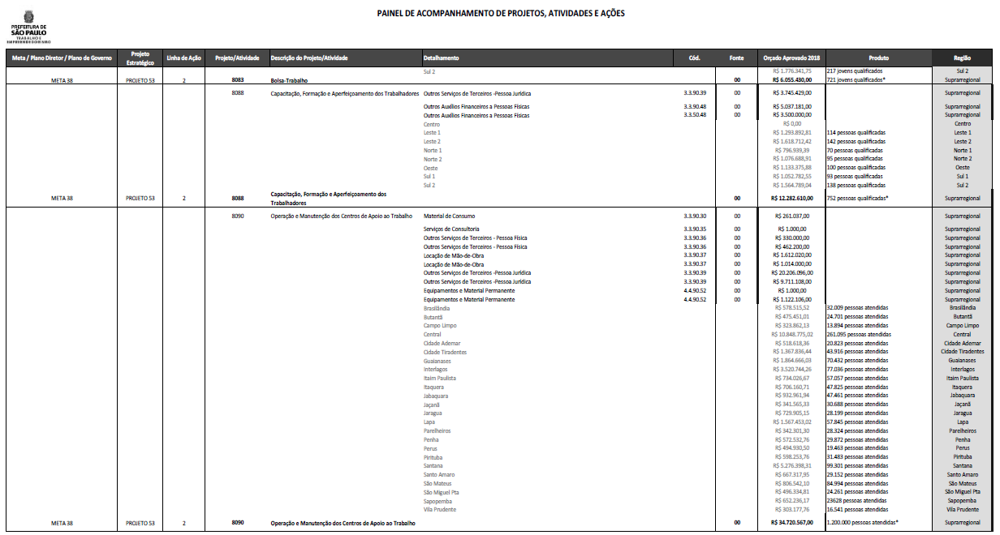 PAINEL DE ACOMPANHAMENTO DE PROJETOS, ATIVIDADES E AÇÕES
PREFEITURA DE
SÃO PAULO
TRABALHO E
EMPREENDEDORISMO
Meta / Plano Diretor / Plano de Governo Projeto Estratégico Linha de Ação Projeto/Atividade Descrição do Projeto/Atividade Detalhamento Cód. Fonte Orçado Aprovado 2018 Produto Região
Sul 2 R$ 1.776.341,75 217 jovens qualificados Sul 2
META 38 PROJETO 53 2 8083 Bolsa-Trabalho 00 R$ 6.055.430,00 721 jovens qualificados* Suprarregional
8088 Capacitação, Formação e Aperfeiçoamento dos Trabalhadores Outros Serviços de Terceiros -Pessoa Jurídica 3.3.90.39 00 R$ 3.745.429,00 Suprarregional
Outros Auxílios Financeiros a Pessoas Físicas 3.3.90.48 00 R$ 5.037.181,00 Suprarregional
Outros Auxílios Financeiros a Pessoas Físicas 3.3.50.48 00 R$ 3.500.000,00 Suprarregional
Centro R$ 0,00 Centro
Leste 1 R$ 1.293.892,81 114 pessoas qualificadas Leste 1
Leste 2 R$ 1.618.712,42 142 pessoas qualificadas Leste 2
Norte 1 R$ 796.939,39 70 pessoas qualificadas Norte 1
Norte 2 R$ 1.076.688,91 95 pessoas qualificadas Norte 2
Oeste R$ 1.133.375,88 100 pessoas qualificadas Oeste
Sul 1 R$ 1.052.782,55 93 pessoas qualificadas Sul 1
Sul 2 R$ 1.564.789,04 138 pessoas qualificadas Sul 2
META 38 PROJETO 53 2 8088 Capacitação, Formação e Aperfeiçoamento dos Trabalhadores 00 R$ 12.282.610,00 752 pessoas qualificadas* Suprarregional
8090 Operação e Manutenção dos Centros de Apoio ao Trabalho Material de Consumo 3.3.90.30 00 R$ 261.037,00 Suprarregional
Serviços de Consultoria 3.3.90.35 00 R$ 1.000,00 Suprarregional
Outros Serviços de Terceiros - Pessoa Física 3.3.90.36 00 R$ 330.000,00 Suprarregional
Outros Serviços de Terceiros - Pessoa Física 3.3.90.36 00 R$ 462.200,00 Suprarregional
Locação de Mão-de-Obra 3.3.90.37 00 R$ 1.612.020,00 Suprarregional
Locação de Mão-de-Obra 3.3.90.37 00 R$ 1.014.000,00 Suprarregional
Outros Serviços de Terceiros -Pessoa Jurídica 3.3.90.39 00 R$ 20.206.096,00 Suprarregional
Outros Serviços de Terceiros -Pessoa Jurídica 3.3.90.39 00 R$ 9.711.108,00 Suprarregional
Equipamentos e Material Permanente 4.4.90.52 00 R$ 1.000,00 Suprarregional
Equipamentos e Material Permanente 4.4.90.52 00 R$ 1.122.106,00 Suprarregional
Brasilândia R$ 578.515,52 32.009 pessoas atendidas Brasilândia
Butantã R$ 475.451,01 24.701 pessoas atendidas Butantã
Campo Limpo R$ 323.862,13 13.894 pessoas atendidas Campo Limpo
Central R$ 10.848.775,02 261.095 pessoas atendidas Central
Cidade Ademar R$ 518.618,36 20.823 pessoas atendidas Cidade Ademar
Cidade Tiradentes R$ 1.367.836,44 43.916 pessoas atendidas Cidade Tiradentes
Guaianases R$ 1.864.666,03 70.432 pessoas atendidas Guaianases
Interlagos R$ 3.520.744,26 77.036 pessoas atendidas Interlagos
Itaim Paulista R$ 734.026,67 57.057 pessoas atendidas Itaim Paulista
Itaquera R$ 706.160,71 47.825 pessoas atendidas Itaquera
Jabaquara R$ 932.961,94 47.461 pessoas atendidas Jabaquara
Jaçanã R$ 341.565,33 30.688 pessoas atendidas Jaçanã
Jaragua R$ 729.905,15 28.199 pessoas atendidas Jaragua
Lapa R$ 1.567.453,02 57.845 pessoas atendidas Lapa
Parelheiros R$ 342.301,30 28.324 pessoas atendidas Parelheiros
Penha R$ 572.532,76 29.872 pessoas atendidas Penha
Perus R$ 494.930,50 19.463 pessoas atendidas Perus
Pirituba R$ 598.253,76 31.483 pessoas atendidas Pirituba
Santana R$ 5.276.398,31 99.301 pessoas atendidas Santana
Santo Amaro R$ 667.317,95 29.152 pessoas atendidas Santo Amaro
São Mateus R$ 806.542,10 84.994 pessoas atendidas São Mateus
São Miguel Pta R$ 496.334,81 24.261 pessoas atendidas São Miguel Pta
Sapopemba R$ 652.236,17 23628 pessoas atendidas Sapopemba
Vila Prudente R$ 303.177,76 16.541 pessoas atendidas Vila Prudente
META 38 PROJETO 53 2 8090 Operação e Manutenção dos Centros de Apoio ao Trabalho 00 R$ 34.720.567,00 1.200.000 pessoas atendidas* Suprarregional